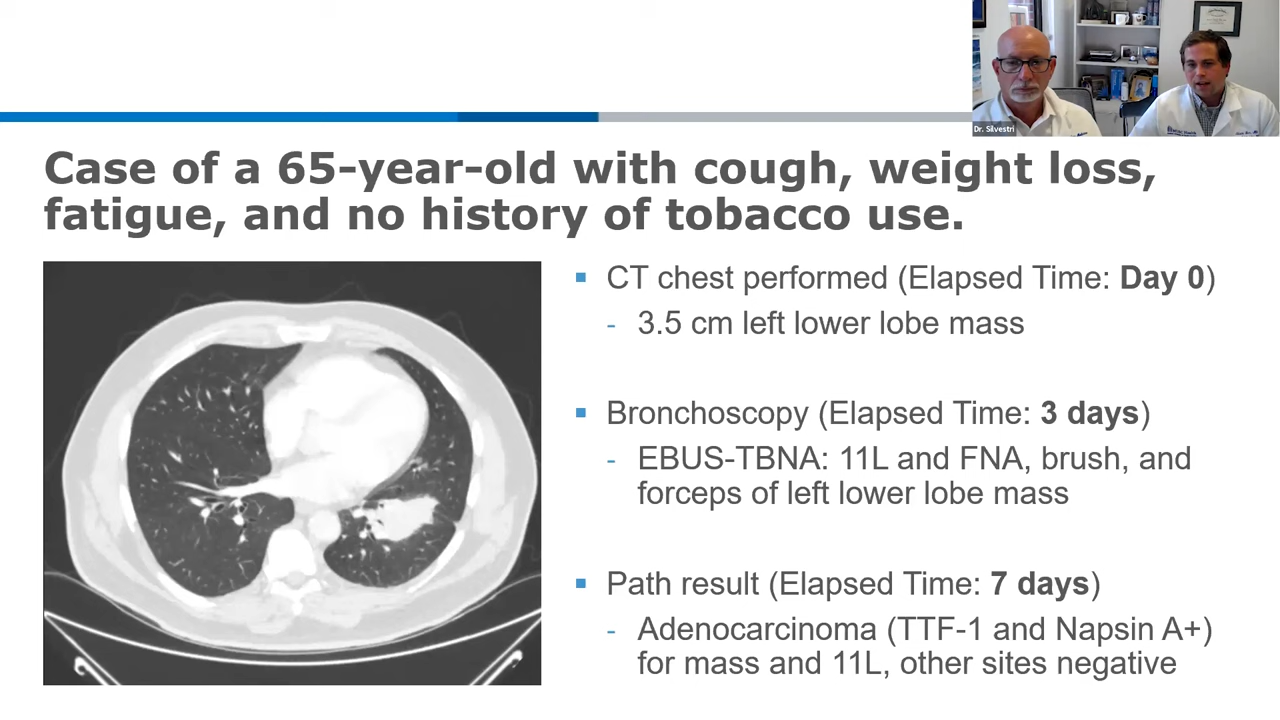 Dr. Silvestri
Case of a 65-year-old with cough, weight loss,
fatigue, and no history of tobacco use.
▪ CT chest performed (Elapsed Time: Day 0)
- 3.5 cm left lower lobe mass
▪ Bronchoscopy (Elapsed Time: 3 days)
- EBUS-TBNA: 11L and FNA, brush, and
forceps of left lower lobe mass
▪ Path result (Elapsed Time: 7 days)
- Adenocarcinoma (TTF-1 and Napsin A+)
for mass and 11L, other sites negative